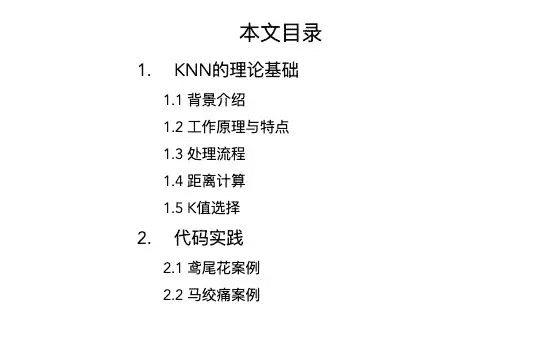 本文目录
1. KNN的理论基础
1.1 背景介绍
1.2 工作原理与特点
1.3 处理流程
1.4 距离计算
1.5 K值选择
2. 代码实践
2.1 鸢尾花案例
2.2 马绞痛案例